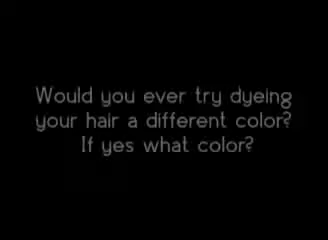 Would you ever try dyeing
your hair a different color?
If yes what color?